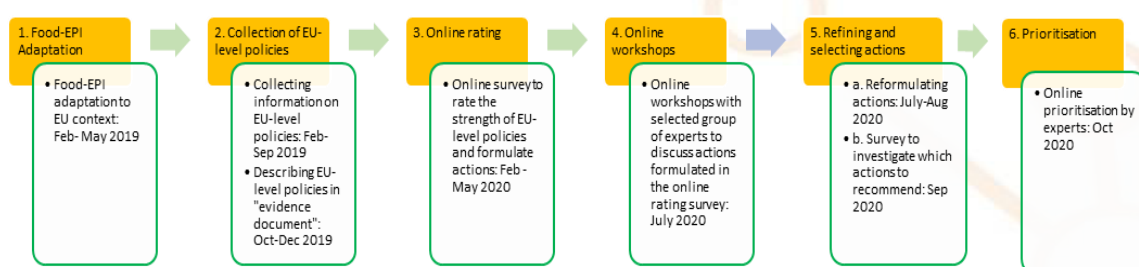 1. Food-EPI
Adaptation
• Food-EPI
adaptation to
EU context:
Feb- May 2019
2. Collection of EU-
level policies
• Collecting
information on
EU-level
policies: Feb-
Sep 2019
• Describing EU-
level policies in
"evidence
document":
Oct-Dec 2019
3. Online rating
• Online survey to
rate the
strength of EU-
level policies
and formulate
actions: Feb -
May 2020
4. Online
workshops
• Online
workshops with
selected group
of experts to
discuss actions
formulated in
the online
rating survey:
July 2020
5. Refining and
selecting actions
• a. Reformulating
actions: July-Aug
2020
• b. Survey to
investigate which
actions to
recommend: Sep
2020
6. Prioritisation
• Online
prioritisation by
experts: Oct
2020